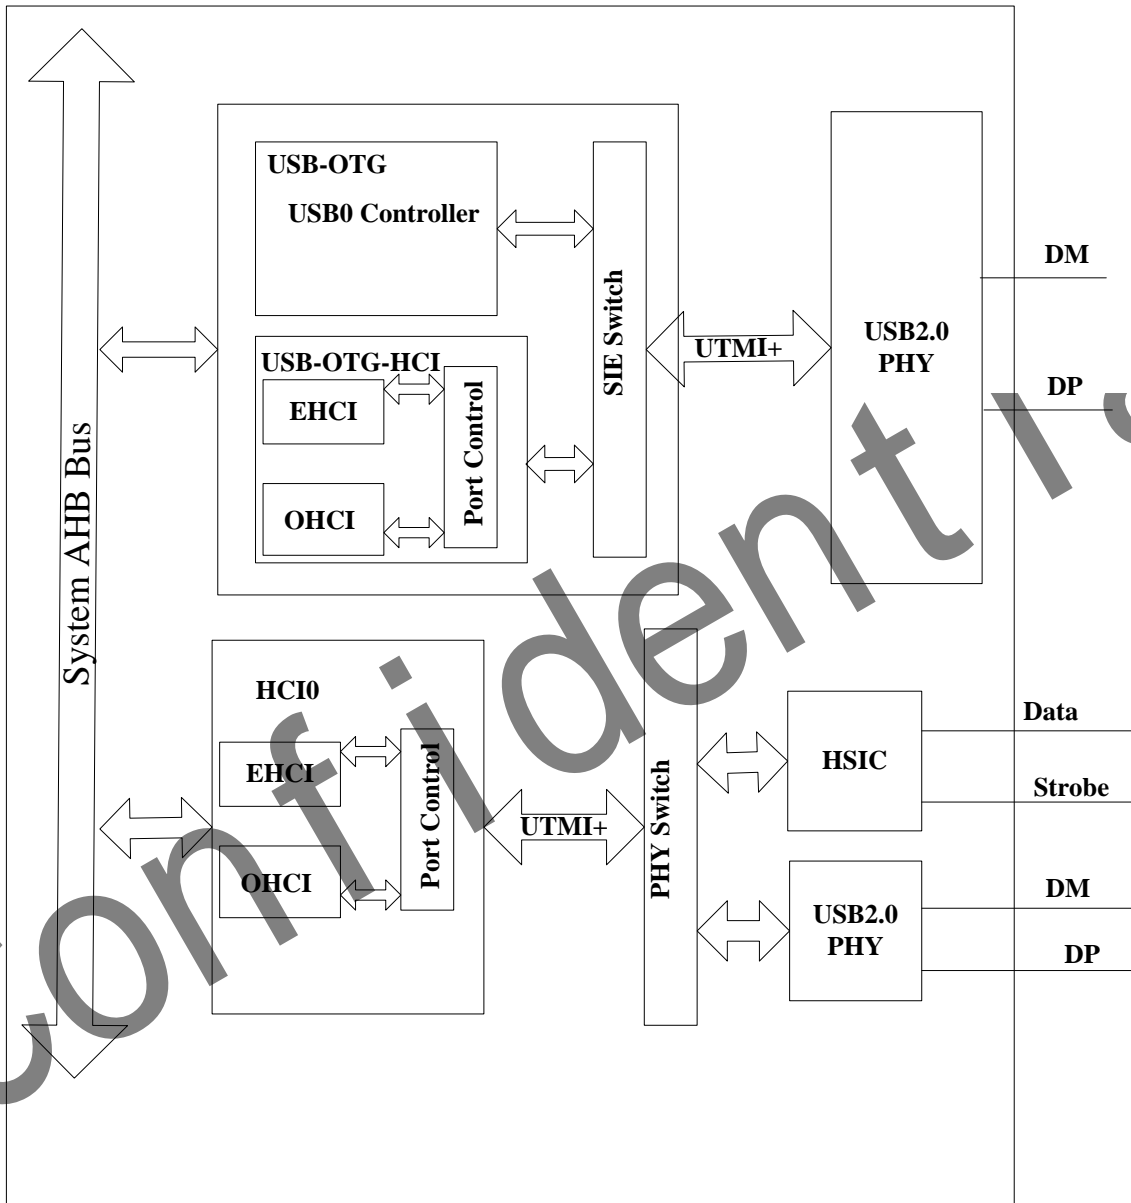 System AHB Bus
USB-OTG
USB0 Controller
USB-OTG-HCI
EHCI
OHCI
Port Control
SIE Switch
UTMI+
USB2.0
PHY
DM
DP
HCI0
EHCI
OHCI
Port Control
UTMI+
PHY Switch
HSIC
Data
Strobe
USB2.0
PHY
DM
DP